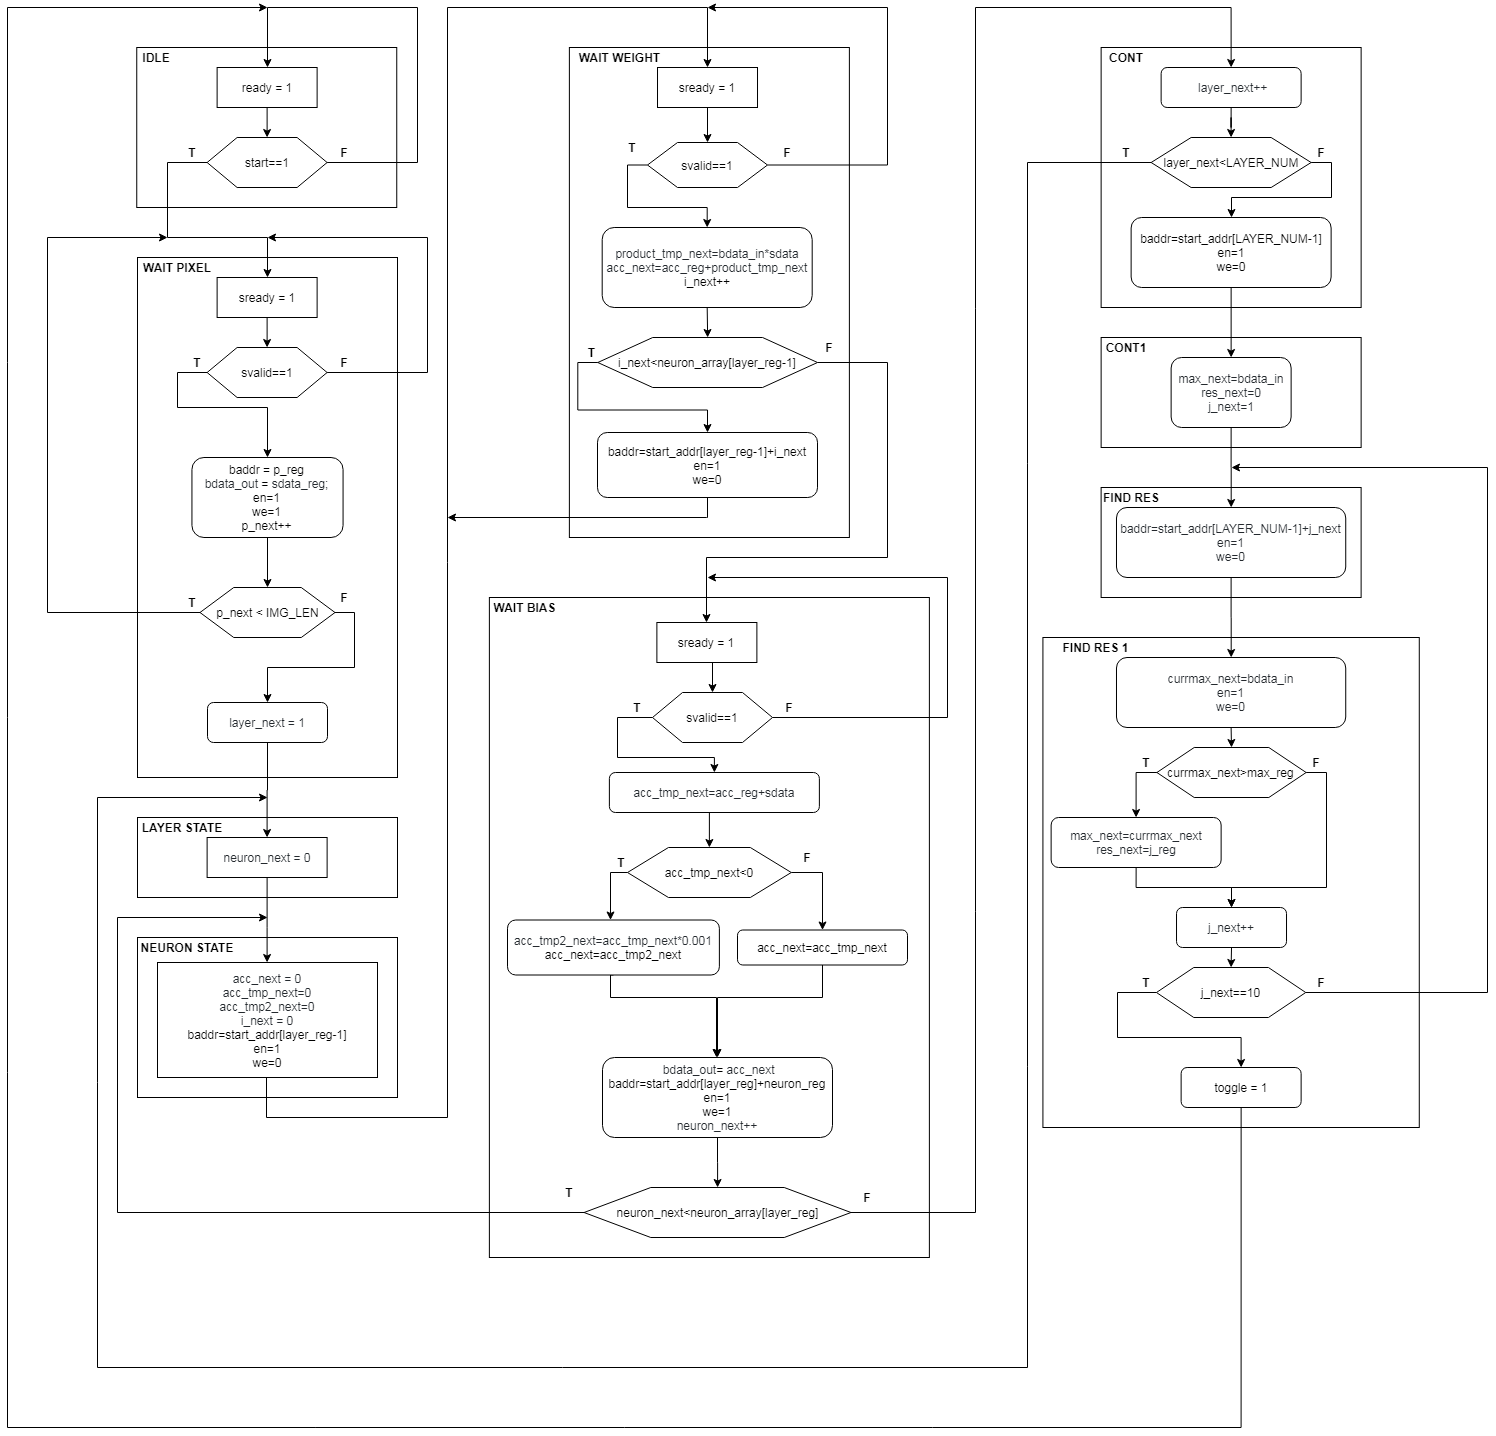 IDLE
ready = 1
start==1
T
F
WAIT PIXEL
sready = 1
svalid==1
T
F
baddr = p_reg
bdata_out = sdata_reg;
en=1
we=1
p_next++
p_next < IMG_LEN
T
F
layer_next = 1
LAYER STATE
neuron_next = 0
NEURON STATE
acc_next = 0
acc_tmp_next=0
acc_tmp2_next=0
i_next = 0
baddr=start_addr[layer_reg-1]
en=1
we=0
WAIT WEIGHT
sready = 1
svalid==1
T
F
product_tmp_next=bdata_in*sdata
acc_next=acc_reg+product_tmp_next
i_next++
i_next<neuron_array[layer_reg-1]
T
F
baddr=start_addr[layer_reg-1]+i_next
en=1
we=0
WAIT BIAS
sready = 1
svalid==1
T
F
acc_tmp_next=acc_reg+sdata
acc_tmp_next<0
T
F
acc_tmp2_next=acc_tmp_next*0.001
acc_next=acc_tmp2_next
acc_next=acc_tmp_next
bdata_out= acc_next
baddr=start_addr[layer_reg]+neuron_reg
en=1
we=1
neuron_next++
neuron_next<neuron_array[layer_reg]
T
F
CONT
layer_next++
layer_next<LAYER_NUM
T
F
baddr=start_addr[LAYER_NUM-1]
en=1
we=0
CONT1
max_next=bdata_in
res_next=0
j_next=1
FIND RES
baddr=start_addr[LAYER_NUM-1]+j_next
en=1
we=0
FIND RES 1
currmax_next=bdata_in
en=1
we=0
currmax_next>max_reg
T
F
max_next=currmax_next
res_next=j_reg
j_next++
j_next==10
T
F
toggle = 1